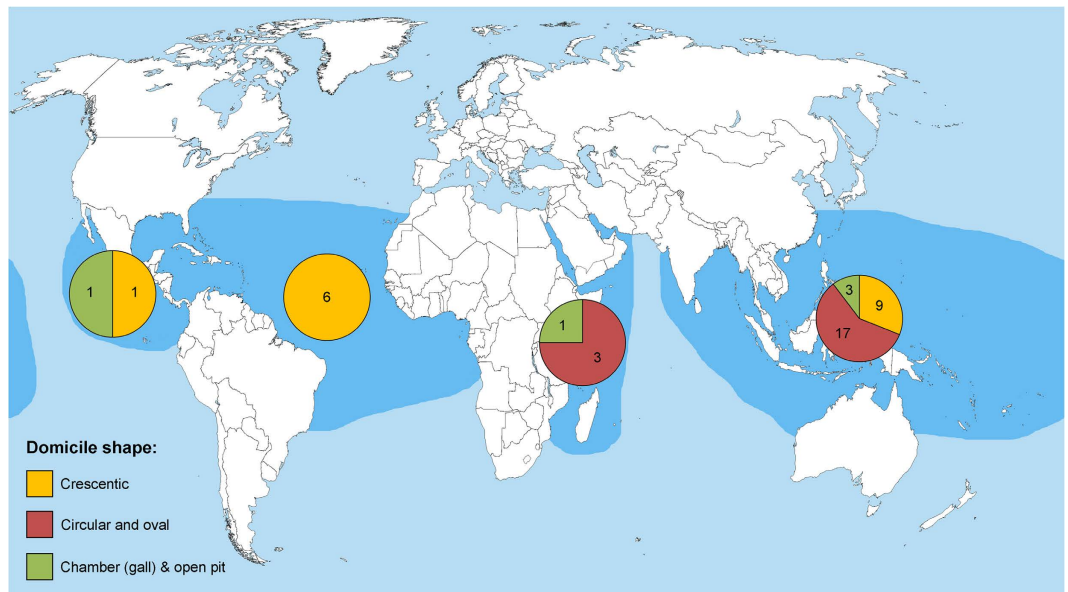 1
1
6
1
3
3
9
17
Domicile shape:
Crescentic
Circular and oval
Chamber (gall) & open pit